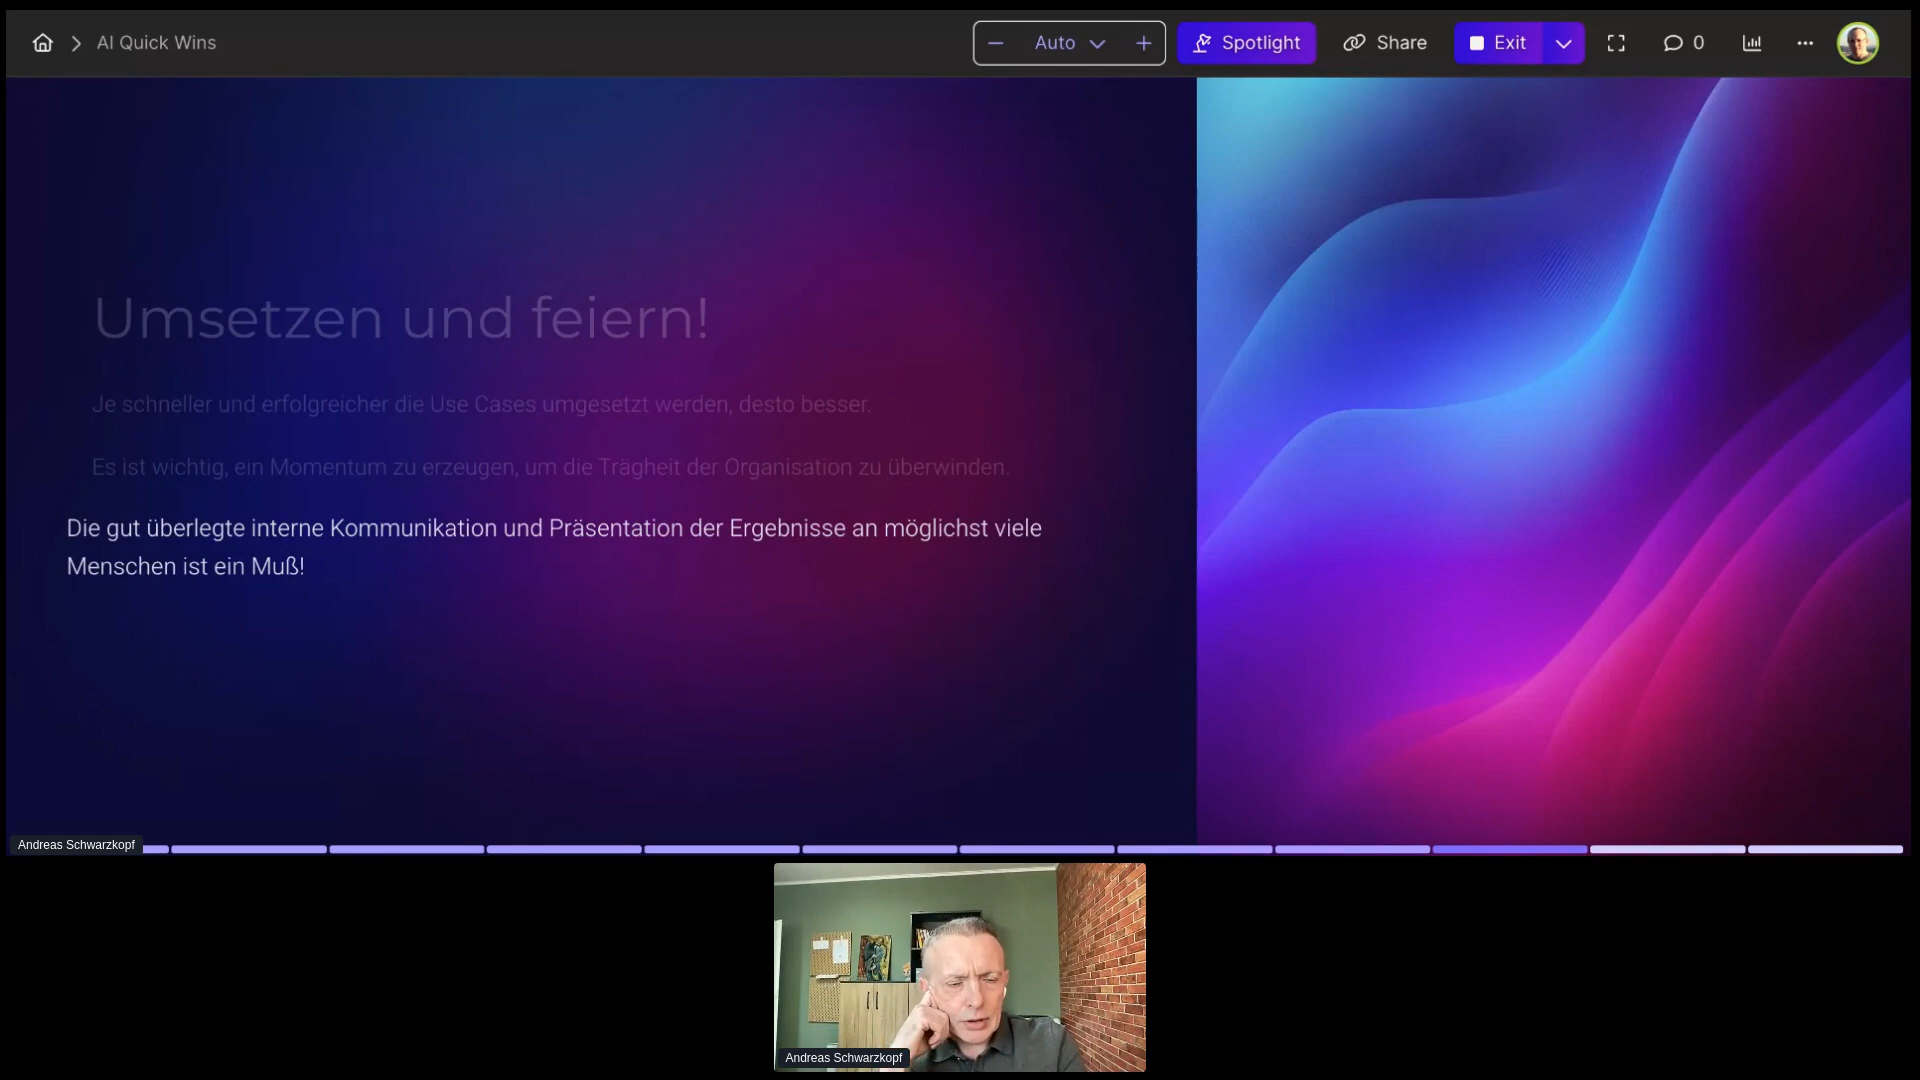 AI Quick Wins
Auto
Spotlight
Share
Exit
0
Umsetzen und feiern!
Je schneller und erfolgreicher die Use Cases umgesetzt werden, desto besser.
Es ist wichtig, ein Momentum zu erzeugen, um die Trägheit der Organisation zu überwinden.
Die gut überlegte interne Kommunikation und Präsentation der Ergebnisse an möglichst viele
Menschen ist ein Muß!
Andreas Schwarzkopf
Andreas Schwarzkopf